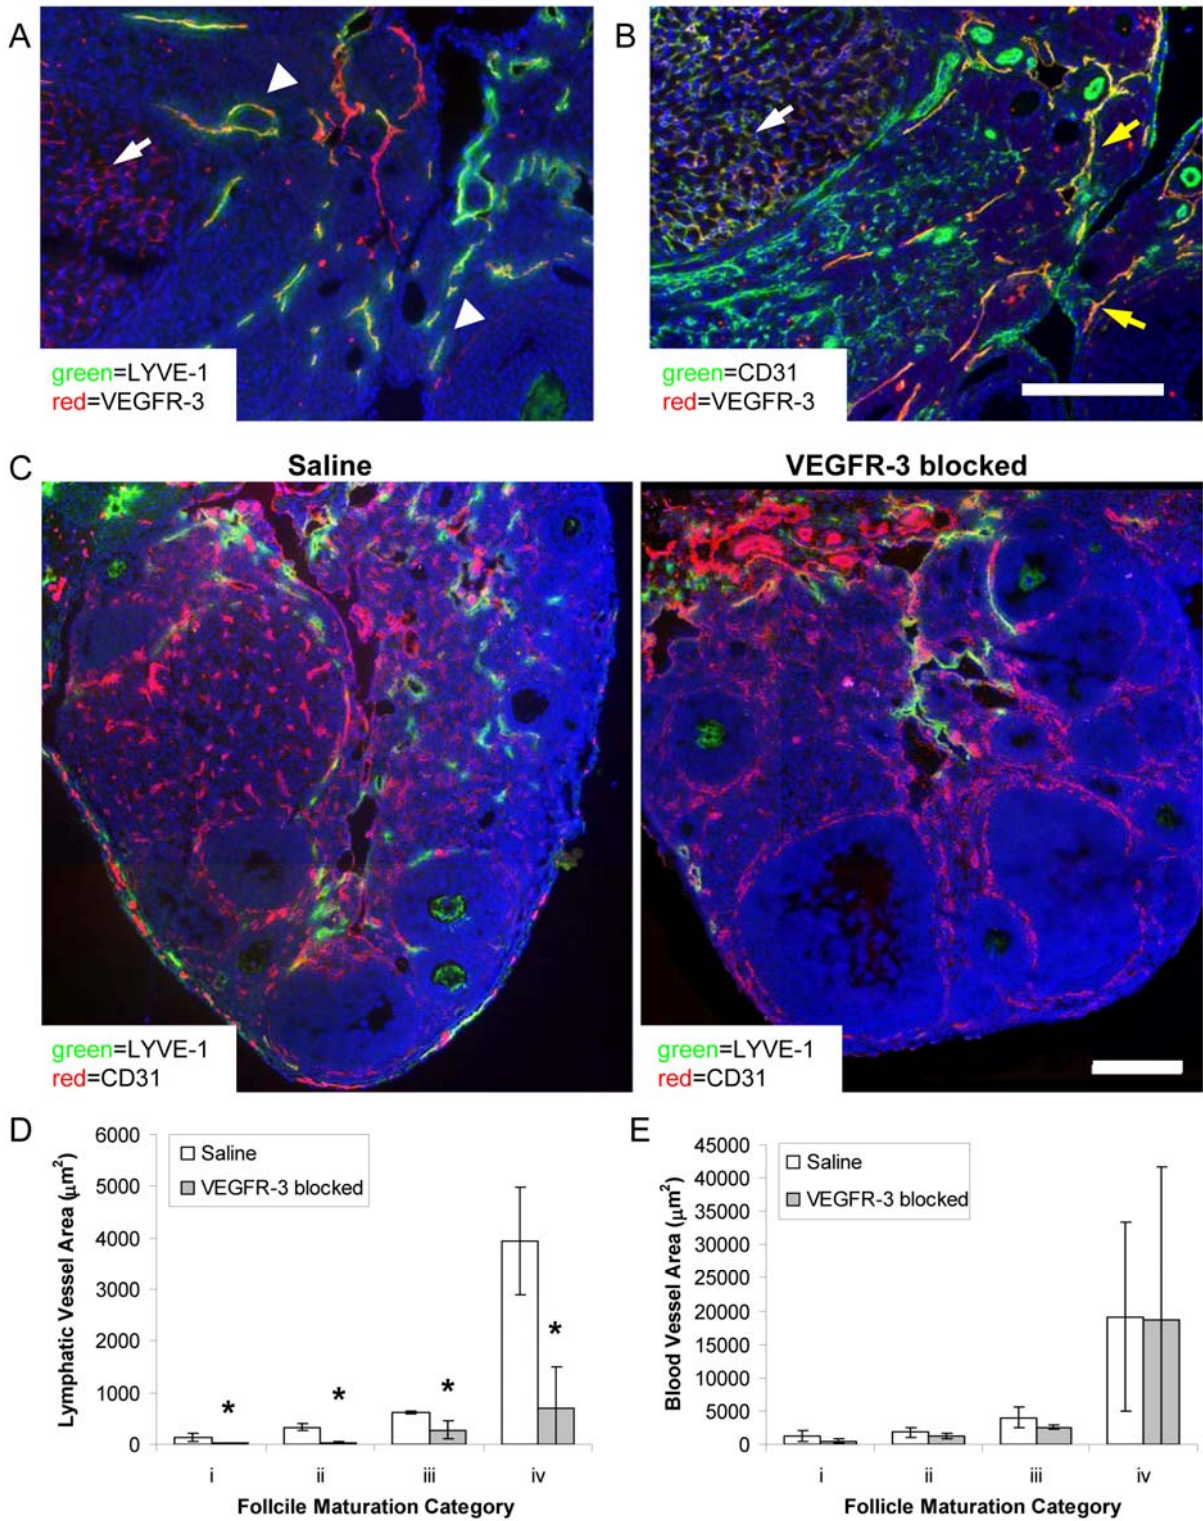 A
B
green=LYVE-1
red=VEGFR-3
green=CD31
red=VEGFR-3
C
Saline
VEGFR-3 blocked
green=LYVE-1
red=CD31
green=LYVE-1
red=CD31
D
Lymphatic Vessel Area (μm²)
6000
5000
4000
3000
2000
1000
0
Saline
VEGFR-3 blocked
*
*
*
*
i
ii
iii
iv
Follcile Maturation Category
E
Blood Vessel Area (μm²)
45000
40000
35000
30000
25000
20000
15000
10000
5000
0
Saline
VEGFR-3 blocked
i
ii
iii
iv
Follicle Maturation Category